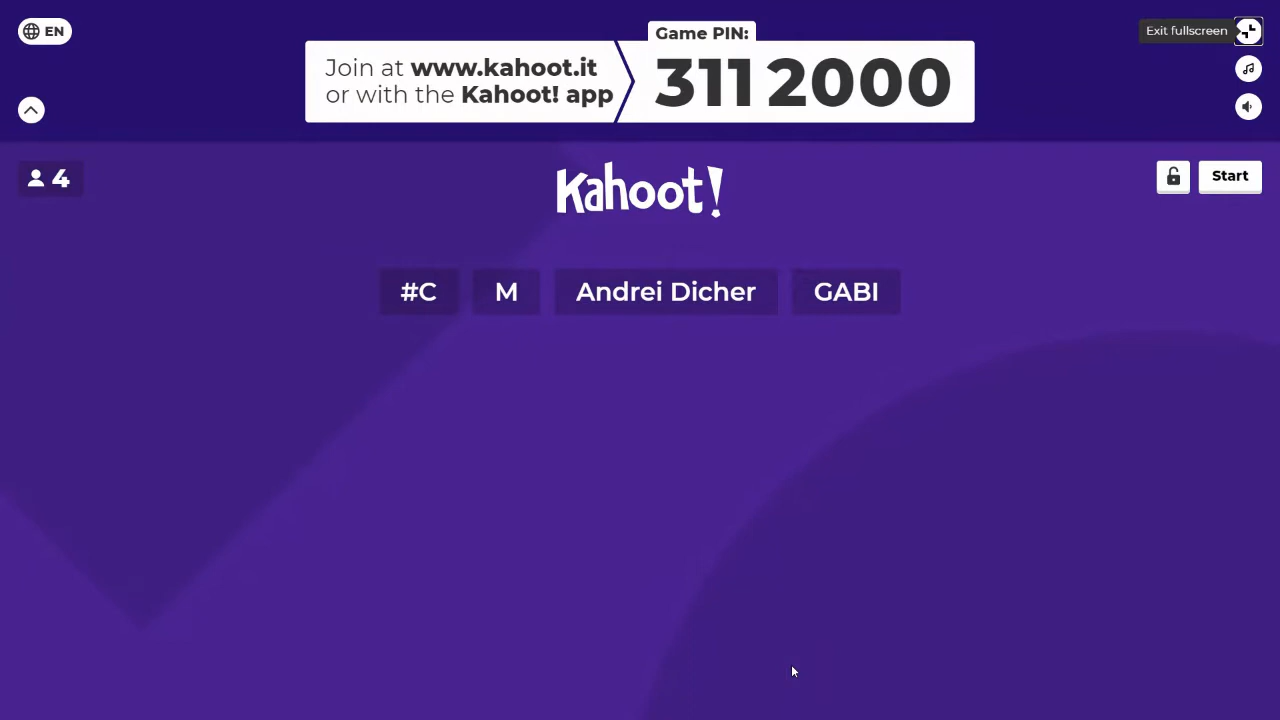 EN
Game PIN:
Exit fullscreen
Join at www.kahoot.it
or with the Kahoot! app
311 2000
4
Kahoot!
Start
#C
M
Andrei Dicher
GABI